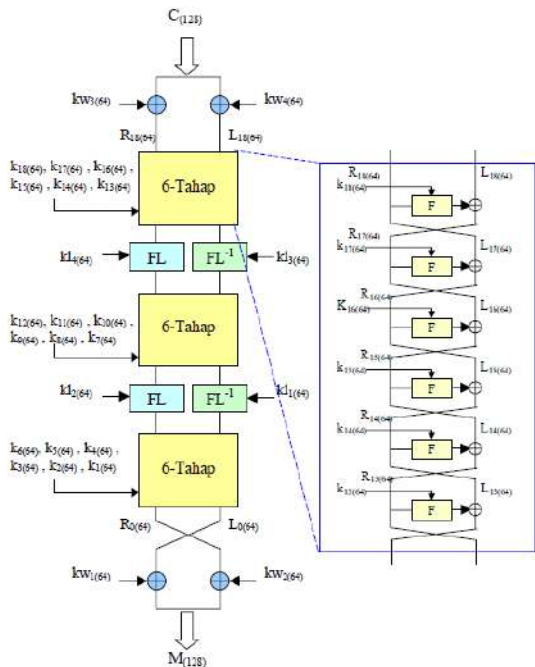 C(128)
kw3(64)
kw4(64)
R18(64)
L18(64)
k18(64), k17(64) , k16(64) ,
k15(64) , k14(64) , k13(64)
6-Tahap
kl4(64)
FL
FL-1
kl3(64)
k12(64), k11(64) , k10(64) ,
k9(64) , k8(64) , k7(64)
6-Tahap
kl2(64)
FL
FL-1
kl1(64)
k6(64), k5(64) , k4(64) ,
k3(64) , k2(64) , k1(64)
6-Tahap
R0(64)
L0(64)
kw1(64)
kw2(64)
M(128)
R18(64)
L18(64)
k18(64)
F
R17(64)
L17(64)
k17(64)
F
R16(64)
L16(64)
K16(64)
F
R15(64)
L15(64)
k15(64)
F
R14(64)
L14(64)
k14(64)
F
R13(64)
L13(64)
k13(64)
F